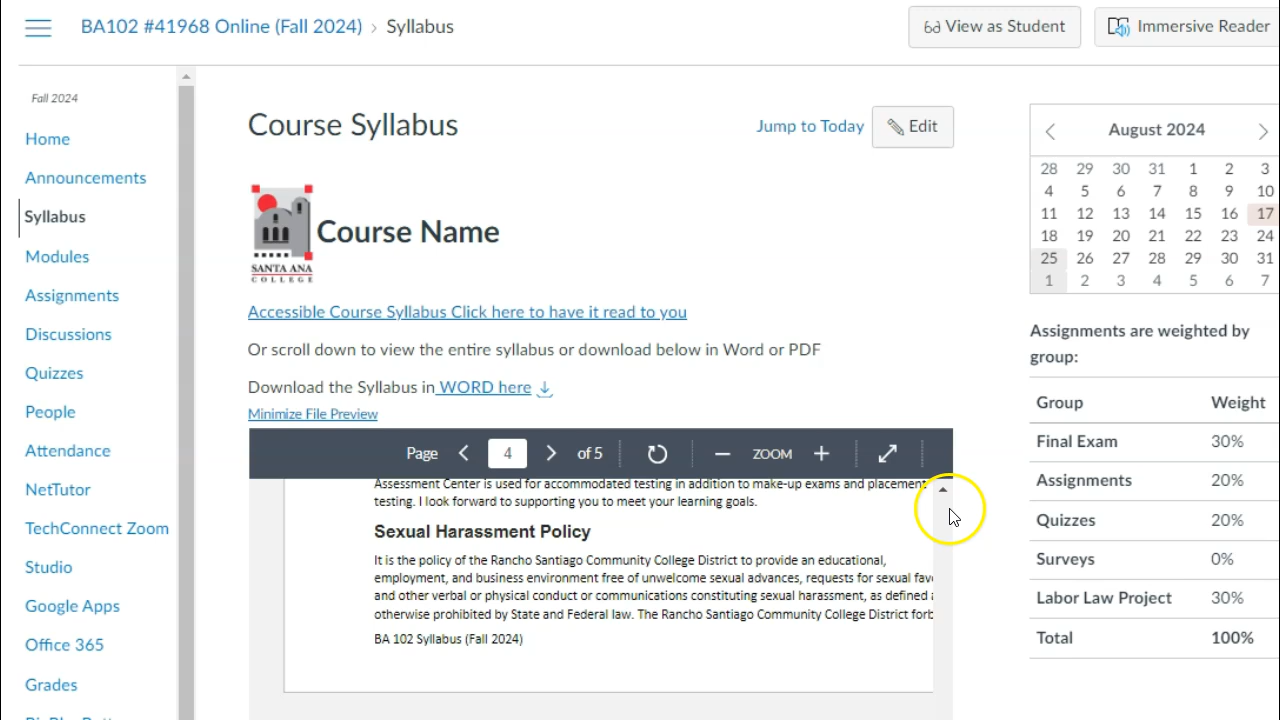 BA102 #41968 Online (Fall 2024) › Syllabus
View as Student
Immersive Reader
Fall 2024
Home
Announcements
Syllabus
Modules
Assignments
Discussions
Quizzes
People
Attendance
NetTutor
TechConnect Zoom
Studio
Google Apps
Office 365
Grades
Course Syllabus
Jump to Today
Edit
SANTA ANA
COLLEGE
Course Name
Accessible Course Syllabus Click here to have it read to you
Or scroll down to view the entire syllabus or download below in Word or PDF
Download the Syllabus in WORD here
Minimize File Preview
Page 4 of 5 ZOOM
Assessment Center is used for accommodated testing in addition to make-up exams and placement
testing. I look forward to supporting you to meet your learning goals.
Sexual Harassment Policy
It is the policy of the Rancho Santiago Community College District to provide an educational,
employment, and business environment free of unwelcome sexual advances, requests for sexual
and other verbal or physical conduct or communications constituting sexual harassment, as defined
otherwise prohibited by State and Federal law. The Rancho Santiago Community College District
BA 102 Syllabus (Fall 2024)
August 2024
28 29 30 31 1 2 3
4 5 6 7 8 9 10
11 12 13 14 15 16 17
18 19 20 21 22 23 24
25 26 27 28 29 30 31
1 2 3 4 5 6 7
Assignments are weighted by
group:
Group Weight
Final Exam 30%
Assignments 20%
Quizzes 20%
Surveys 0%
Labor Law Project 30%
Total 100%